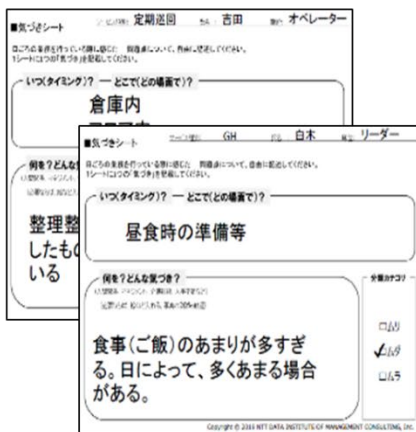 ■気づきシート 定期巡回 吉田 オペレーター
日ごろの業務を行っている際に感じた 問題点について、自由に記述してください。
1シートに1つの「気づき」を記載してください。
いつ(タイミング)? ― どこで(どの場面で)?
倉庫内
何を?どんな気
整理整
したもの
いる
■気づきシート GH 白木 リーダー
日ごろの業務を行っている際に感じた 問題点について、自由に記述してください。
1シートに1つの「気づき」を記載してください。
いつ(タイミング)? ― どこで(どの場面で)?
昼食時の準備等
何を?どんな気づき?
食事(ご飯)のあまりが多すぎ
る。日によって、多くあまる場合
がある。
分類カテゴリ
□ムリ
✓ムダ
□ムラ
Copyright © 2011 NTT DATA INSTITUTE OF MANAGEMENT CONSULTING, INC.